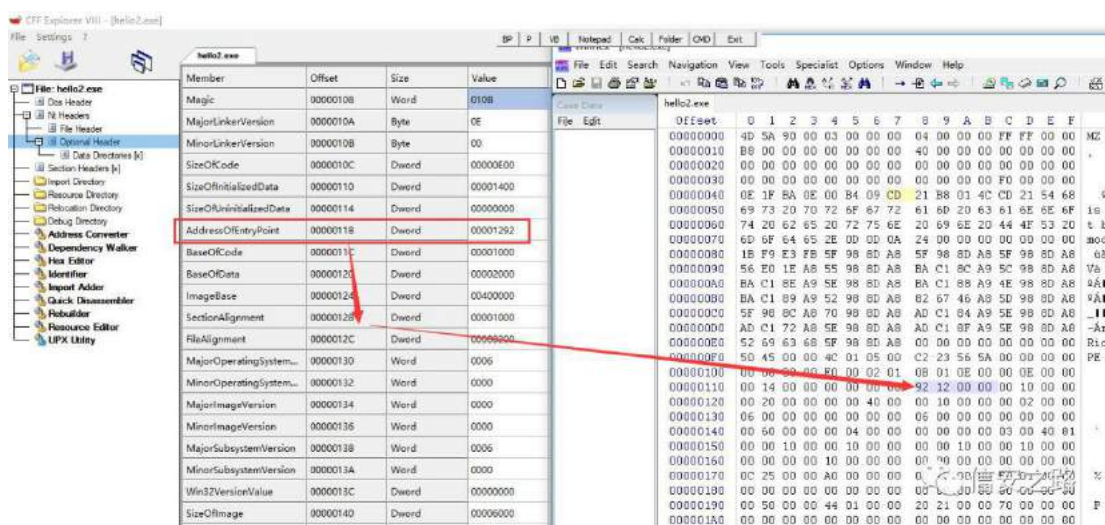 CFF Explorer VIII - [hello2.exe]
File Settings ?
BP P VB Notepad Calc Folder CMD Exit
File: hello2.exe
Dos Header
Nt Headers
File Header
Optional Header
Data Directories [x]
Section Headers [x]
Import Directory
Resource Directory
Relocation Directory
Debug Directory
Address Converter
Dependency Walker
Hex Editor
Identifier
Import Adder
Quick Disassembler
Rebuilder
Resource Editor
UPX Utility
hello2.exe
Member Offset Size Value
Magic 00000108 Word 010B
MajorLinkerVersion 0000010A Byte 0E
MinorLinkerVersion 0000010B Byte 00
SizeOfCode 0000010C Dword 00000E00
SizeOfInitializedData 00000110 Dword 00001400
SizeOfUninitializedData 00000114 Dword 00000000
AddressOfEntryPoint 00000118 Dword 00001292
BaseOfCode 0000011C Dword 00001000
BaseOfData 00000120 Dword 00002000
ImageBase 00000124 Dword 00400000
SectionAlignment 00000128 Dword 00001000
FileAlignment 0000012C Dword 00000200
MajorOperatingSystem... 00000130 Word 0006
MinorOperatingSystem... 00000132 Word 0000
MajorImageVersion 00000134 Word 0000
MinorImageVersion 00000136 Word 0000
MajorSubsystemVersion 00000138 Word 0006
MinorSubsystemVersion 0000013A Word 0000
Win32VersionValue 0000013C Dword 00000000
SizeOfImage 00000140 Dword 00006000
File Edit Search Navigation View Tools Specialist Options Window Help
Case Data
File Edit
hello2.exe
Offset 0 1 2 3 4 5 6 7 8 9 A B C D E F
00000000 4D 5A 90 00 03 00 00 00 04 00 00 00 FF FF 00 00 MZ
00000010 B8 00 00 00 00 00 00 00 40 00 00 00 00 00 00 00
00000020 00 00 00 00 00 00 00 00 00 00 00 00 00 00 00 00
00000030 00 00 00 00 00 00 00 00 00 00 00 00 F0 00 00 00
00000040 0E 1F BA 0E 00 B4 09 CD 21 B8 01 4C CD 21 54 68
00000050 69 73 20 70 72 6F 67 72 61 6D 20 63 61 6E 6E 6F is
00000060 74 20 62 65 20 72 75 6E 20 69 6E 20 44 4F 53 20 t b
00000070 6D 6F 64 65 2E 0D 0D 0A 24 00 00 00 00 00 00 00 mod
00000080 1B F9 E3 FB 5F 98 8D A8 5F 98 8D A8 5F 98 8D A8
00000090 56 E0 1E A8 55 98 8D A8 BA C1 8C A9 5C 98 8D A8 Và
000000A0 BA C1 8E A9 5E 98 8D A8 BA C1 88 A9 4E 98 8D A8
000000B0 BA C1 89 A9 52 98 8D A8 82 67 46 A8 5D 98 8D A8
000000C0 5F 98 8C A8 70 98 8D A8 AD C1 84 A9 5E 98 8D A8
000000D0 AD C1 72 A8 5E 98 8D A8 AD C1 8F A9 5E 98 8D A8
000000E0 52 69 63 68 5F 98 8D A8 00 00 00 00 00 00 00 00 Ric
000000F0 50 45 00 00 4C 01 05 00 C2 23 56 5A 00 00 00 00 PE
00000100 00 00 00 00 E0 00 02 01 0B 01 0E 00 00 0E 00 00
00000110 00 14 00 00 00 00 00 00 92 12 00 00 00 10 00 00
00000120 00 20 00 00 00 00 40 00 00 10 00 00 00 02 00 00
00000130 06 00 00 00 00 00 00 00 06 00 00 00 00 00 00 00
00000140 00 60 00 00 00 04 00 00 00 00 00 00 03 00 40 81
00000150 00 00 10 00 00 10 00 00 00 00 10 00 00 10 00 00
00000160 00 00 00 00 10 00 00 00 00 00 00 00 00 00 00 00
00000170 0C 25 00 00 A0 00 00 00 00
00000180 00 00 00 00 00 00 00 00 00
00000190 00 50 00 00 44 01 00 00 20 21 00 00 70 00 00 00 P
000001A0 00 00 00 00 00 00 00 00 00 00 00 00 00 00 00 00
信安之路